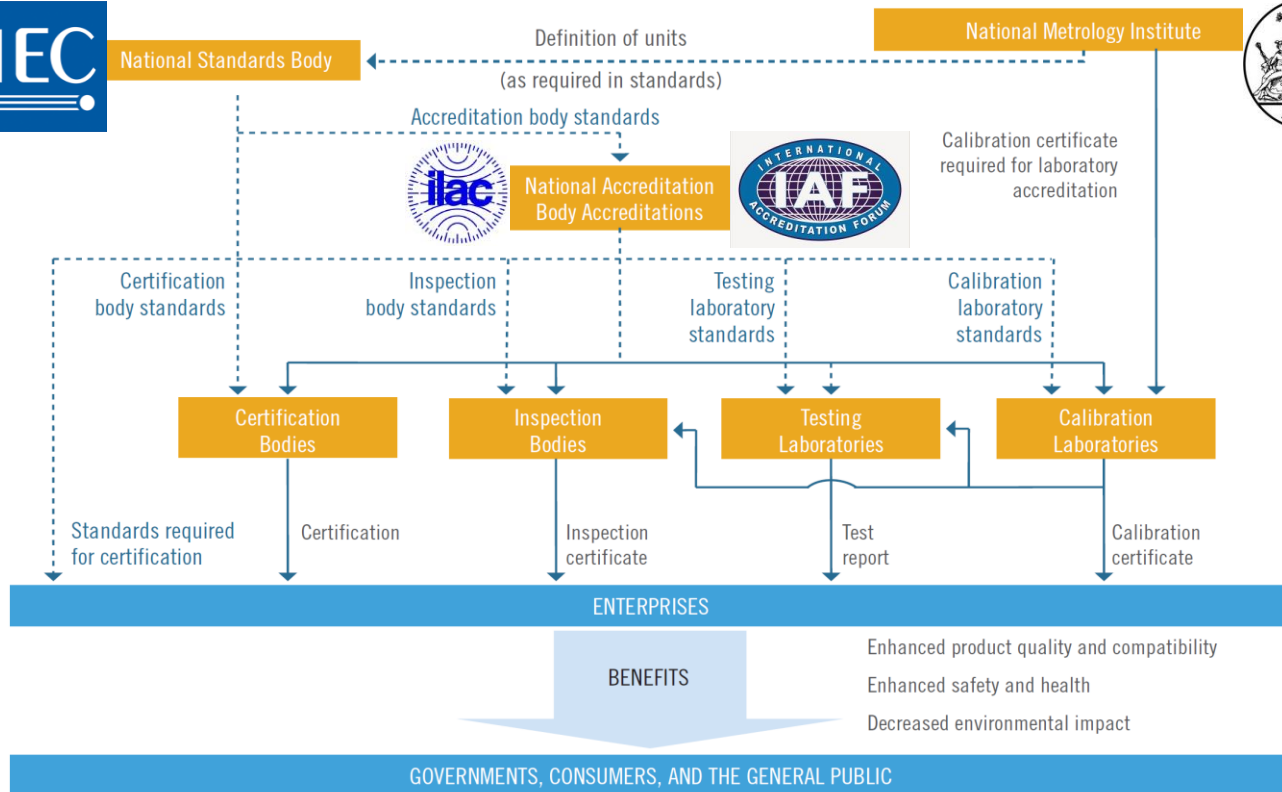 IEC
National Standards Body
Definition of units
(as required in standards)
National Metrology Institute
Accreditation body standards
ilac
National Accreditation
Body Accreditations
INTERNATIONAL
IAF
ACCREDITATION FORUM
Calibration certificate
required for laboratory
accreditation
Certification
body standards
Inspection
body standards
Testing
laboratory
standards
Calibration
laboratory
standards
Certification
Bodies
Inspection
Bodies
Testing
Laboratories
Calibration
Laboratories
Standards required
for certification
Certification
Inspection
certificate
Test
report
Calibration
certificate
ENTERPRISES
BENEFITS
Enhanced product quality and compatibility
Enhanced safety and health
Decreased environmental impact
GOVERNMENTS, CONSUMERS, AND THE GENERAL PUBLIC